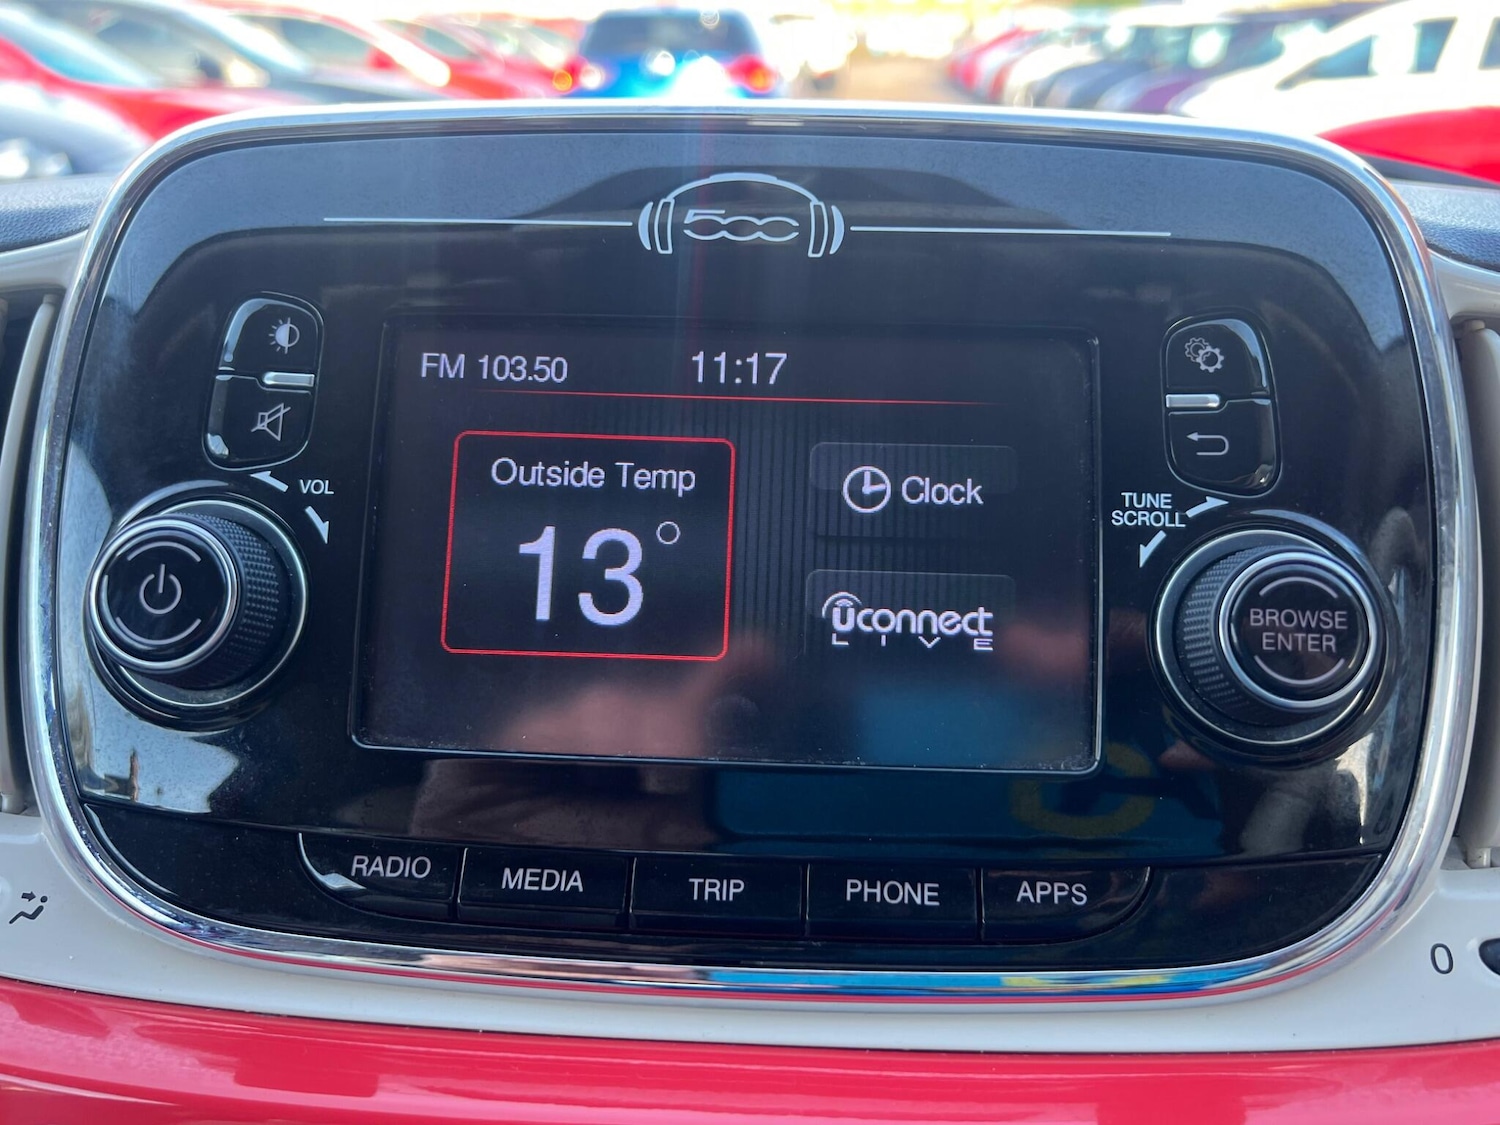 500
FM 103.50 11:17
Outside Temp
13°
Clock
uconnect
LIVE
VOL
TUNE
SCROLL
BROWSE
ENTER
RADIO MEDIA TRIP PHONE APPS
0